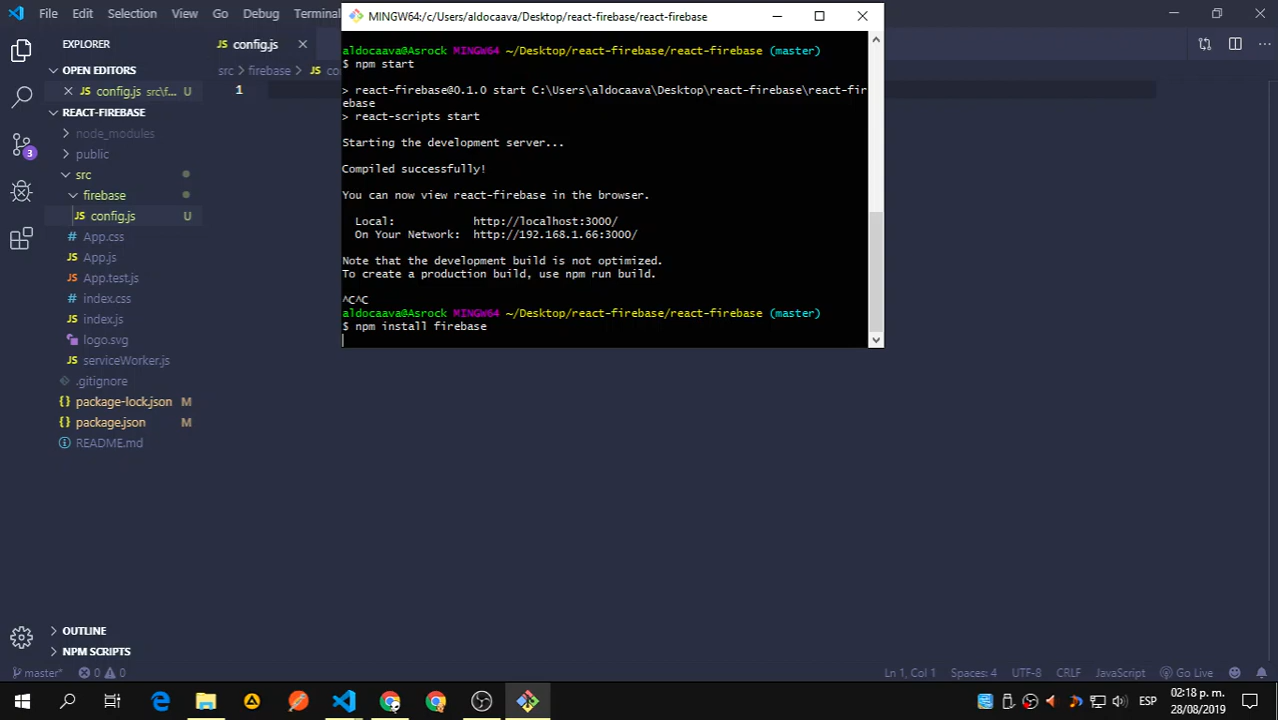 File Edit Selection View Go Debug Terminal
MINGW64:/c/Users/aldocaava/Desktop/react-firebase/react-firebase
EXPLORER
OPEN EDITORS
config.js src\f... U
REACT-FIREBASE
node_modules
public
src
firebase
config.js U
App.css
App.js
App.test.js
index.css
index.js
logo.svg
serviceWorker.js
.gitignore
package-lock.json M
package.json M
README.md
OUTLINE
NPM SCRIPTS
3
config.js
src > firebase > JS co
1
aldocaava@Asrock MINGW64 ~/Desktop/react-firebase/react-firebase (master)
$ npm start
> react-firebase@0.1.0 start C:\Users\aldocaava\Desktop\react-firebase\react-fir
ebase
> react-scripts start
Starting the development server...
Compiled successfully!
You can now view react-firebase in the browser.
Local: http://localhost:3000/
On Your Network: http://192.168.1.66:3000/
Note that the development build is not optimized.
To create a production build, use npm run build.
^C^C
aldocaava@Asrock MINGW64 ~/Desktop/react-firebase/react-firebase (master)
$ npm install firebase
master* 0 0 Ln 1, Col 1 Spaces: 4 UTF-8 CRLF JavaScript Go Live
ESP 02:18 p. m.
28/08/2019